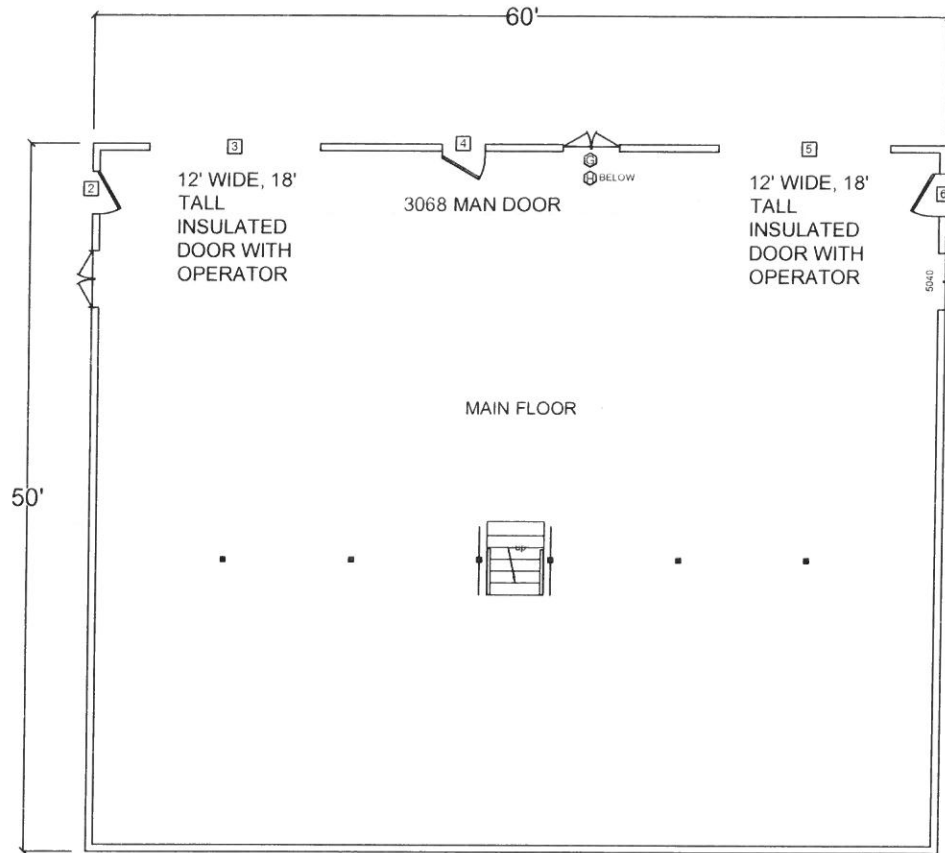 60'
3
4
5
G
H BELOW
2
6
12' WIDE, 18'
TALL
INSULATED
DOOR WITH
OPERATOR
3068 MAN DOOR
12' WIDE, 18'
TALL
INSULATED
DOOR WITH
OPERATOR
5040
MAIN FLOOR
50'
up